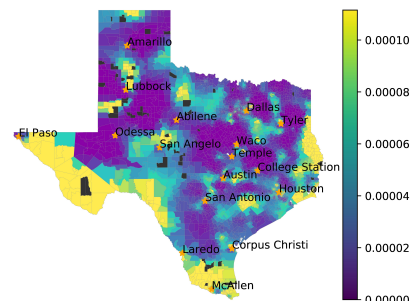 Amarillo
Lubbock
Dallas
Tyler
Abilene
El Paso
Odessa
San Angelo
Waco
Temple
College Station
Austin
Houston
San Antonio
Corpus Christi
Laredo
McAllen
0.00010
0.00008
0.00006
0.00004
0.00002
0.00000